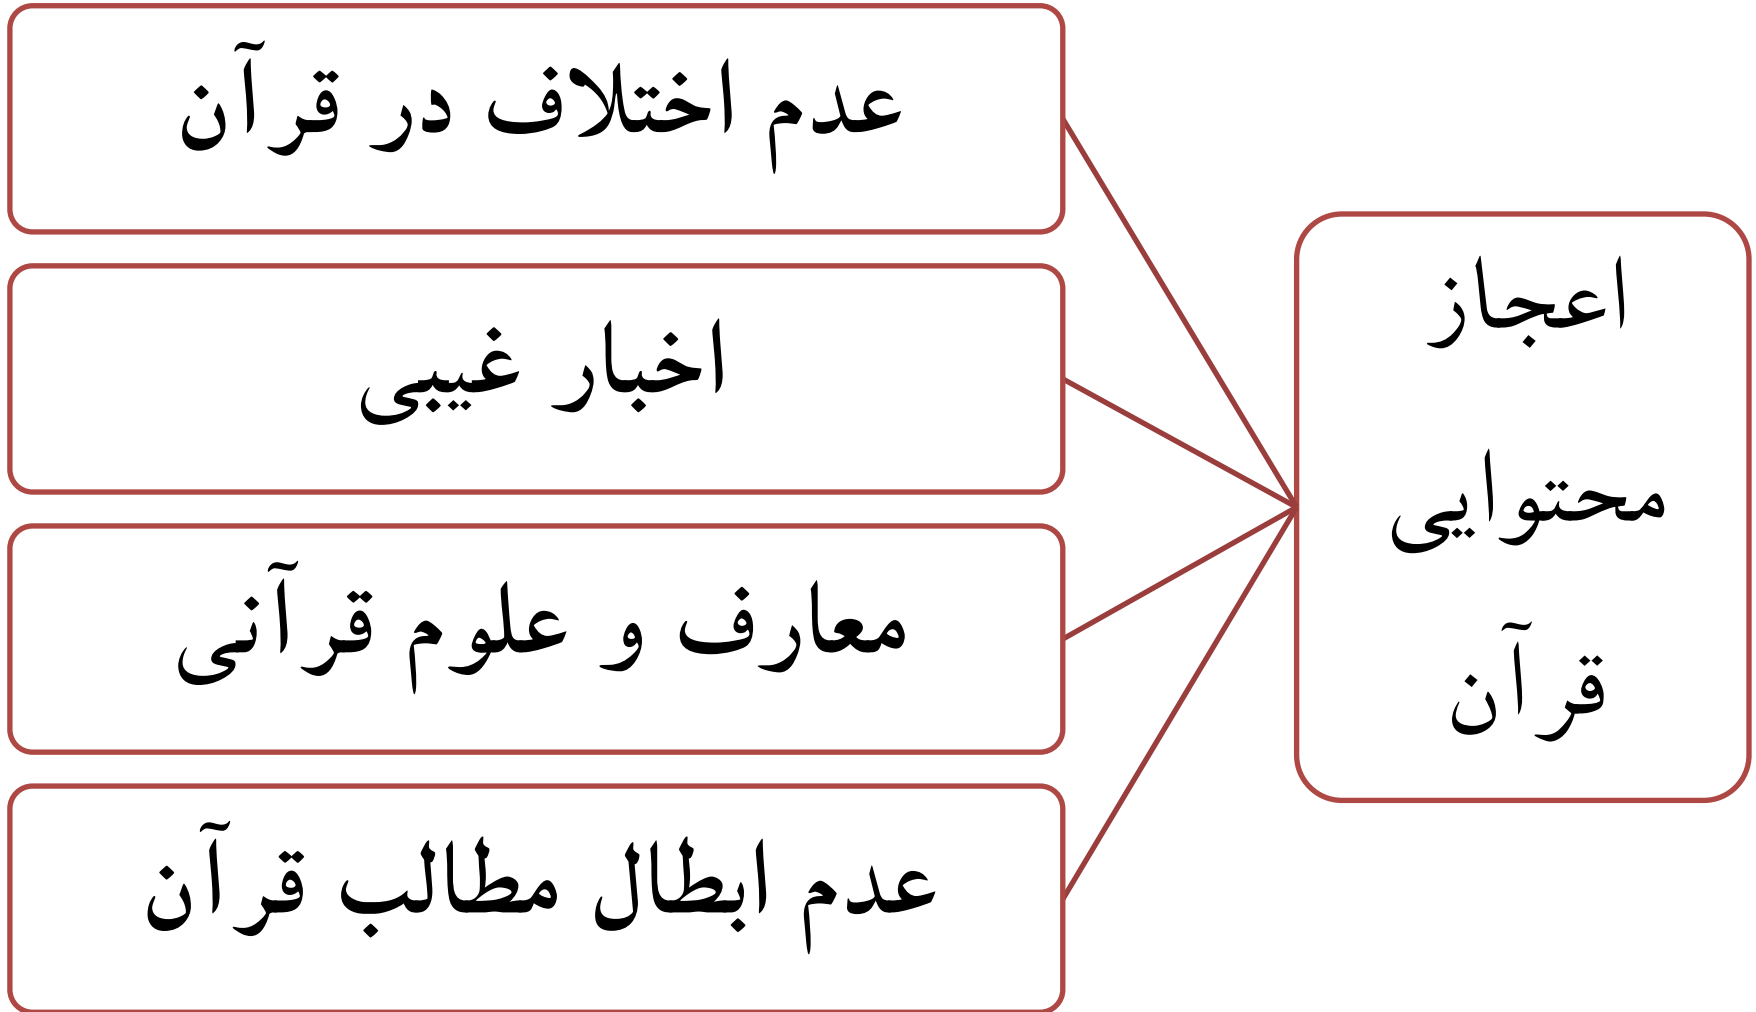 اعجاز
محتوایی
قرآن
عدم اختلاف در قرآن
اخبار غیبی
معارف و علوم قرآنی
عدم ابطال مطالب قرآن